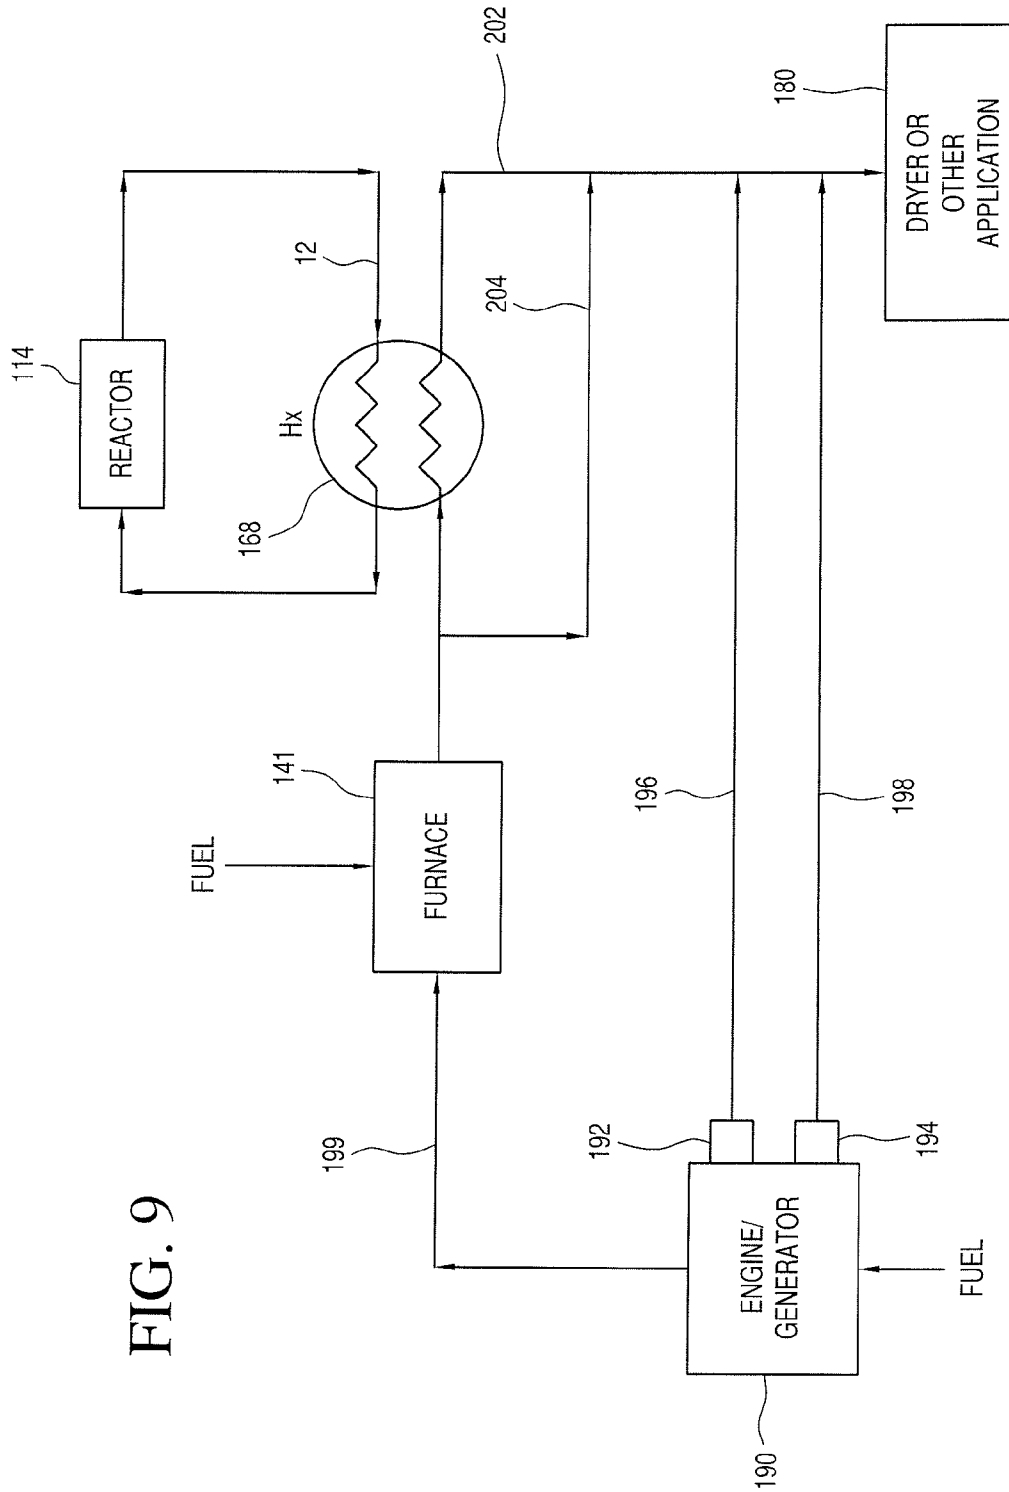 FIG. 9
114
REACTOR
12
202
Hx
168
204
180
DRYER OR
OTHER
APPLICATION
FUEL
141
FURNACE
199
196
198
192
194
ENGINE/
GENERATOR
190
FUEL